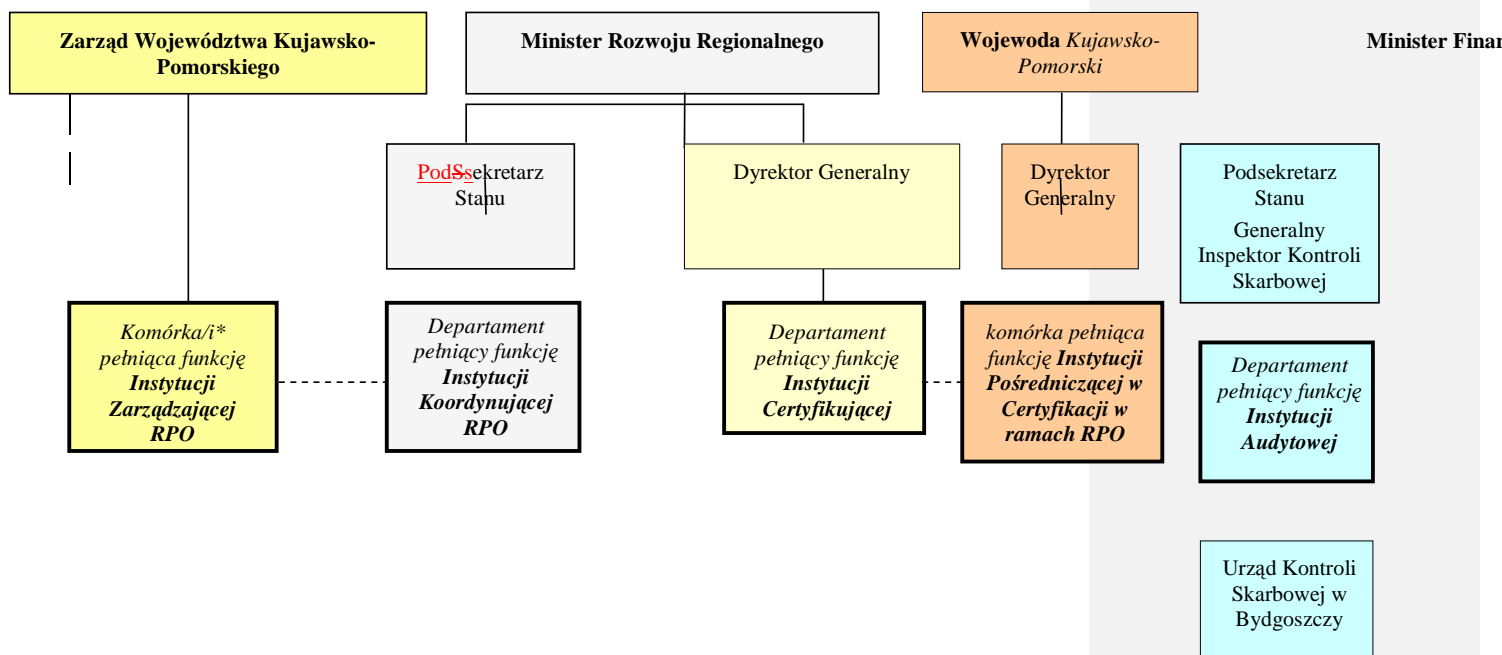 Zarząd Województwa Kujawsko-
Pomorskiego
Minister Rozwoju Regionalnego
Wojewoda Kujawsko-
Pomorski
Minister Finan
PodSsekretarz
Stanu
Dyrektor Generalny
Dyrektor
Generalny
Podsekretarz
Stanu
Generalny
Inspektor Kontroli
Skarbowej
Komórka/i*
pełniąca funkcję
Instytucji
Zarządzającej
RPO
Departament
pełniący funkcję
Instytucji
Koordynującej
RPO
Departament
pełniący funkcję
Instytucji
Certyfikującej
komórka pełniąca
funkcję Instytucji
Pośredniczącej w
Certyfikacji w
ramach RPO
Departament
pełniący funkcję
Instytucji
Audytowej
Urząd Kontroli
Skarbowej w
Bydgoszczy